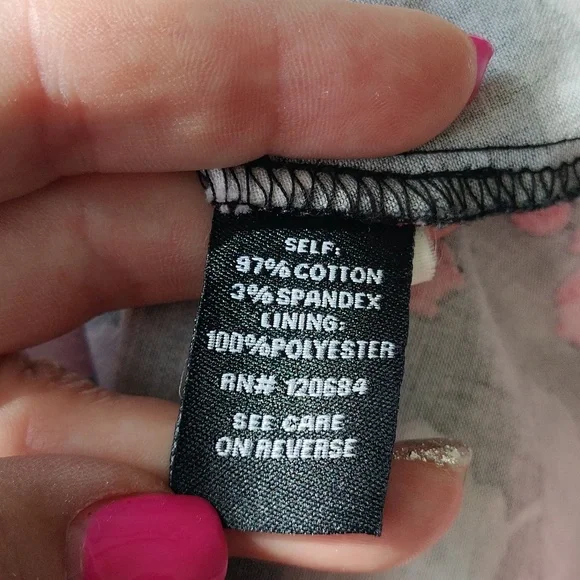 SELF:
97% COTTON
3% SPANDEX
LINING:
100% POLYESTER
RN# 120684
SEE CARE
ON REVERSE